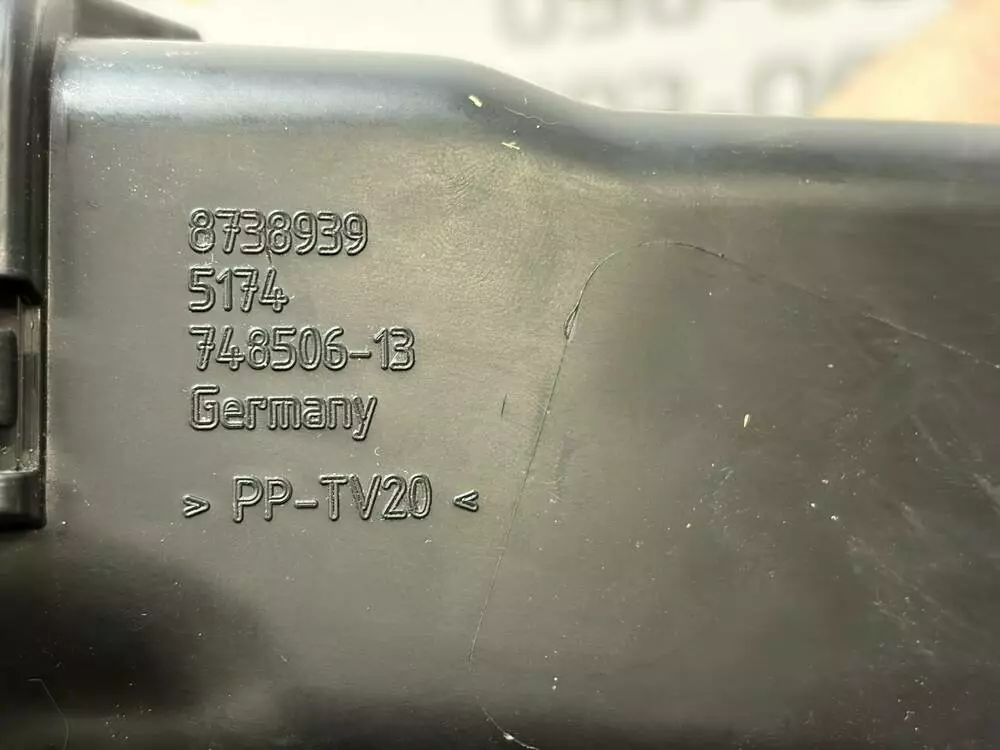 8738939
5174
748506-13
Germany
> PP-TV20 <